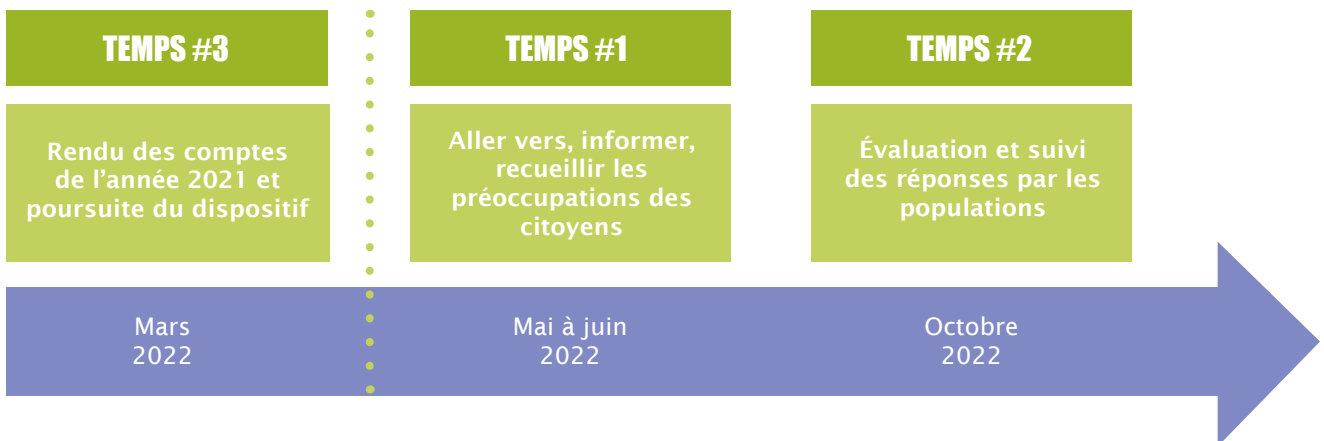 TEMPS #3
Rendu des comptes
de l’année 2021 et
poursuite du dispositif
Mars
2022
TEMPS #1
Aller vers, informer,
recueillir les
préoccupations des
citoyens
Mai à juin
2022
TEMPS #2
Évaluation et suivi
des réponses par les
populations
Octobre
2022